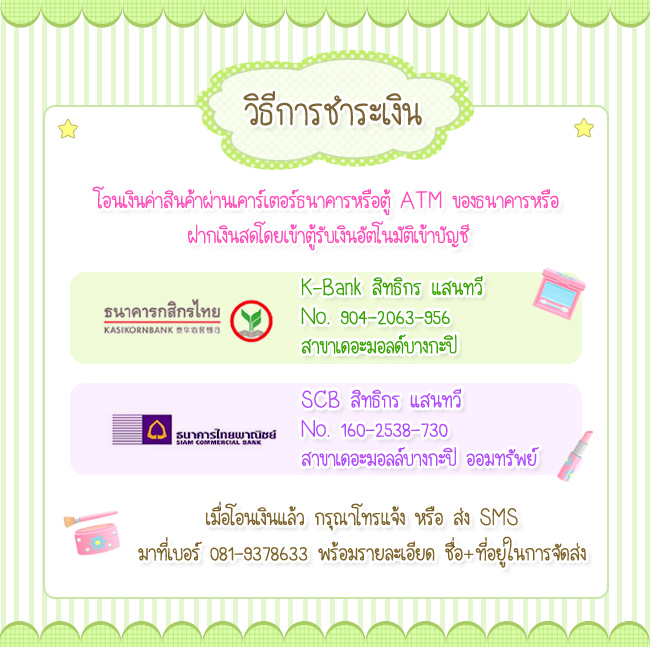 วิธีการชำระเงิน
โอนเงินค่าสินค้าผ่านเคาร์เตอร์ธนาคารหรือตู้ ATM ของธนาคารหรือ
ฝากเงินสดโดยเข้าตู้รับเงินอัตโนมัติเข้าบัญชี
ธนาคารกสิกรไทย
KASIKORNBANK 泰华农民银行
K-Bank สิทธิกร แสนทวี
No. 904-2063-956
สาขาเดอะมอลด์บางกะปิ
ธนาคารไทยพาณิชย์
SIAM COMMERCIAL BANK
SCB สิทธิกร แสนทวี
No. 160-2538-730
สาขาเดอะมอลล์บางกะปิ ออมทรัพย์
เมื่อโอนเงินแล้ว กรุณาโทรแจ้ง หรือ ส่ง SMS
มาที่เบอร์ 081-9378633 พร้อมรายละเอียด ชื่อ+ที่อยู่ในการจัดส่ง